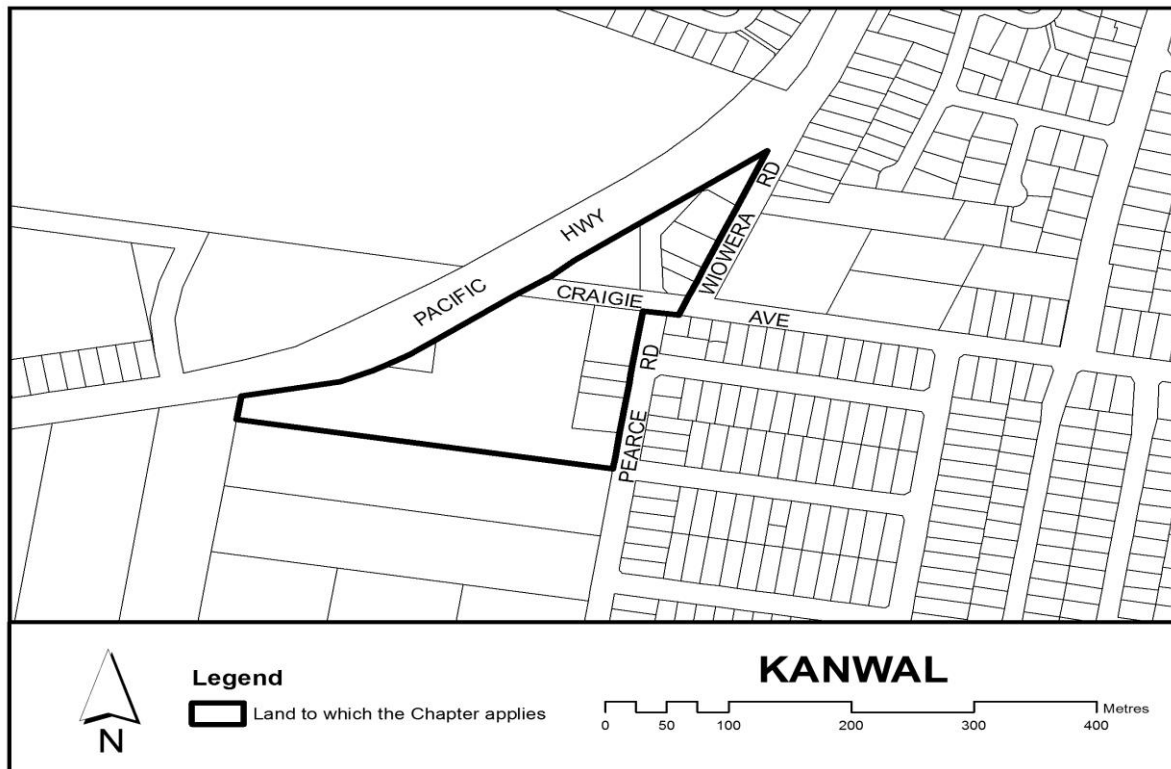 HWY
PACIFIC
WIOWERA RD
CRAIGIE AVE
PEARCE RD
KANWAL
Legend
Land to which the Chapter applies
N
Metres
0 50 100 200 300 400